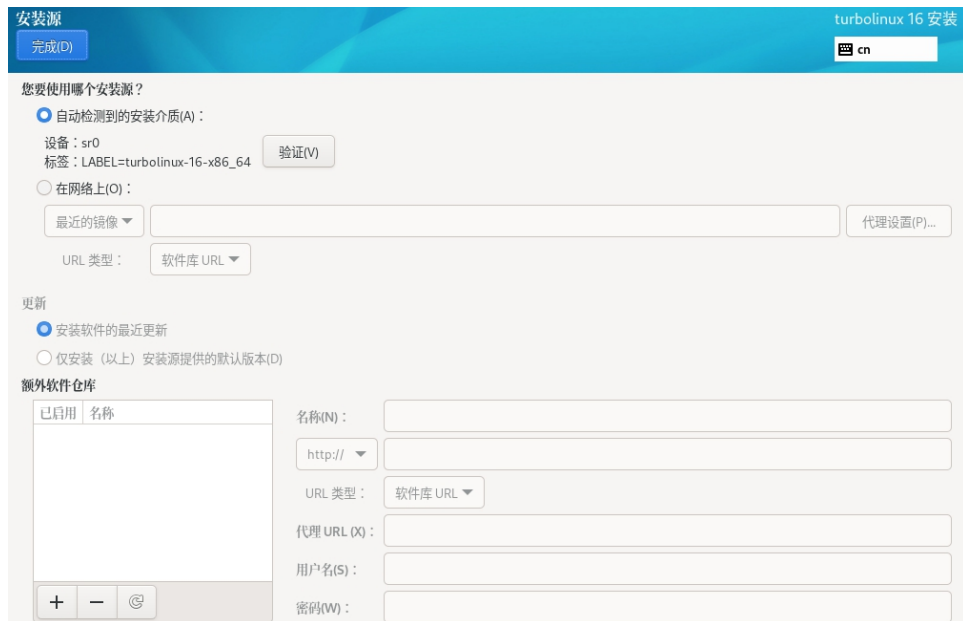 安装源
turbolinux 16 安装
完成(D)
cn
您要使用哪个安装源？
自动检测到的安装介质(A)：
设备：sr0
标签：LABEL=turbolinux-16-x86_64
验证(V)
在网络上(O)：
最近的镜像
代理设置(P)...
URL 类型：
软件库 URL
更新
安装软件的最近更新
仅安装（以上）安装源提供的默认版本(D)
额外软件仓库
已启用 名称
名称(N)：
http://
URL 类型：
软件库 URL
代理 URL (X)：
用户名(S)：
密码(W)：